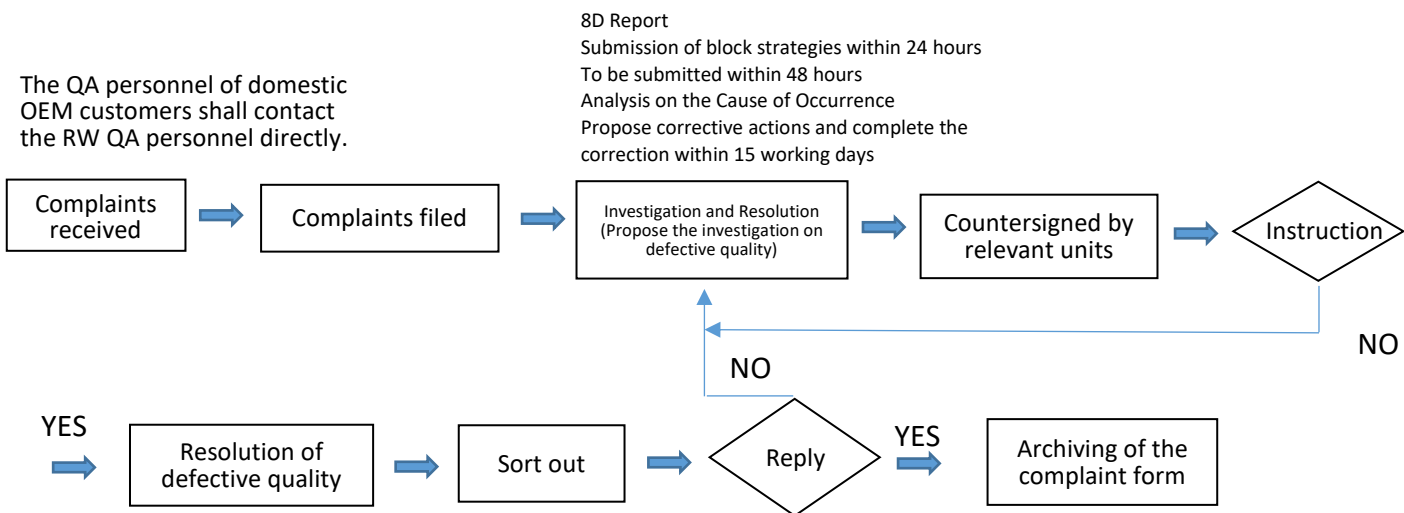 8D Report
Submission of block strategies within 24 hours
To be submitted within 48 hours
Analysis on the Cause of Occurrence
Propose corrective actions and complete the
correction within 15 working days
The QA personnel of domestic
OEM customers shall contact
the RW QA personnel directly.
Complaints
received
Complaints filed
Investigation and Resolution
(Propose the investigation on
defective quality)
Countersigned by
relevant units
Instruction
NO
NO
YES
Resolution of
defective quality
Sort out
Reply
YES
Archiving of the
complaint form